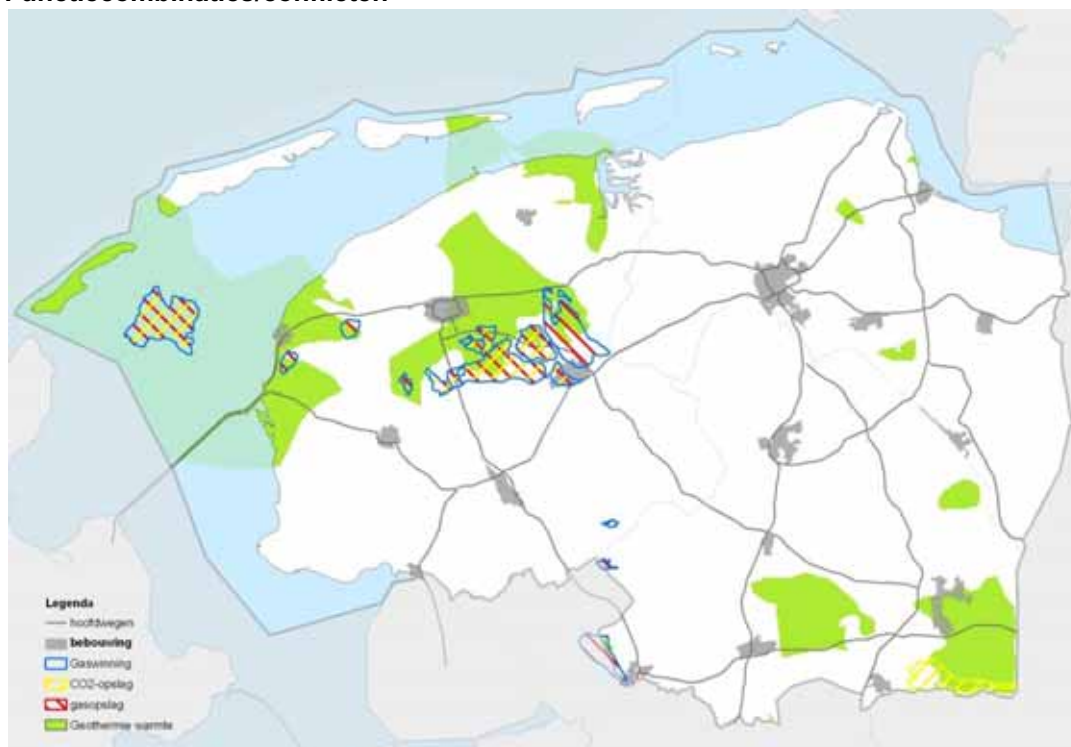 Functiecombinaties/conflicten
Legenda
hoofdwegen
bebouwing
Gaswinning
CO2-opslag
gasopslag
Geothermie warmte